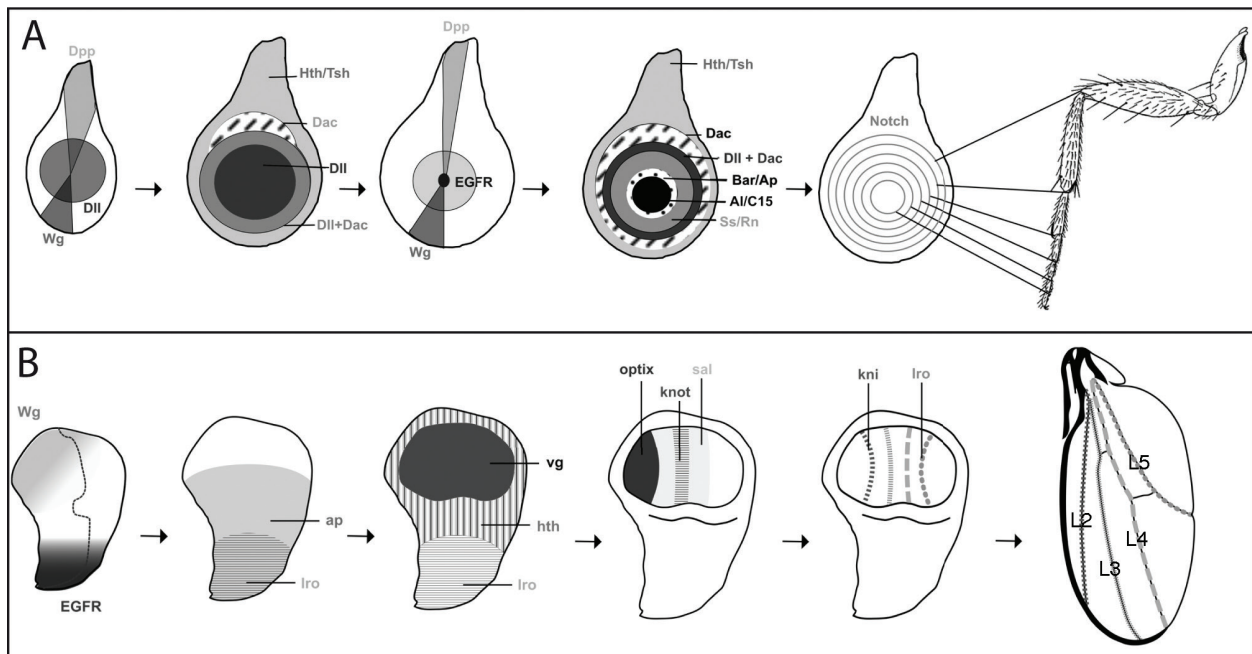 A
Dpp
Dll
Wg
Hth/Tsh
Dac
Dll
Dll+Dac
Dpp
EGFR
Wg
Hth/Tsh
Dac
Dll + Dac
Bar/Ap
Al/C15
Ss/Rn
Notch
B
Wg
EGFR
ap
Iro
vg
hth
Iro
optix
sal
knot
kni
Iro
L5
L2
L4
L3